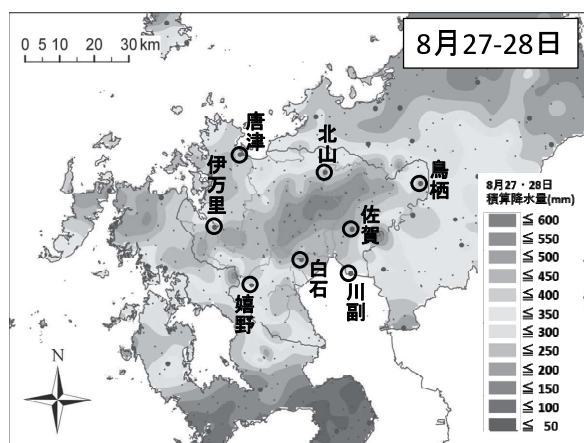 0 5 10 20 30 km
8月27-28日
唐津
北山
鳥栖
伊万里
佐賀
白石
川副
嬉野
N
8月27・28日
積算降水量(mm)
≦ 600
≦ 550
≦ 500
≦ 450
≦ 400
≦ 350
≦ 300
≦ 250
≦ 200
≦ 150
≦ 100
≦ 50